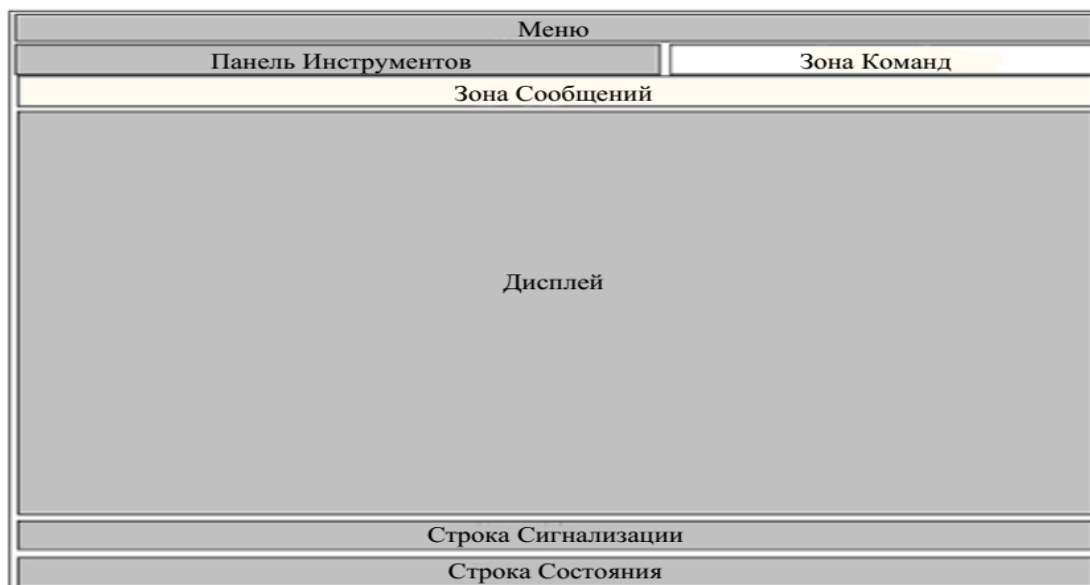 Меню
Панель Инструментов
Зона Команд
Зона Сообщений
Дисплей
Строка Сигнализации
Строка Состояния